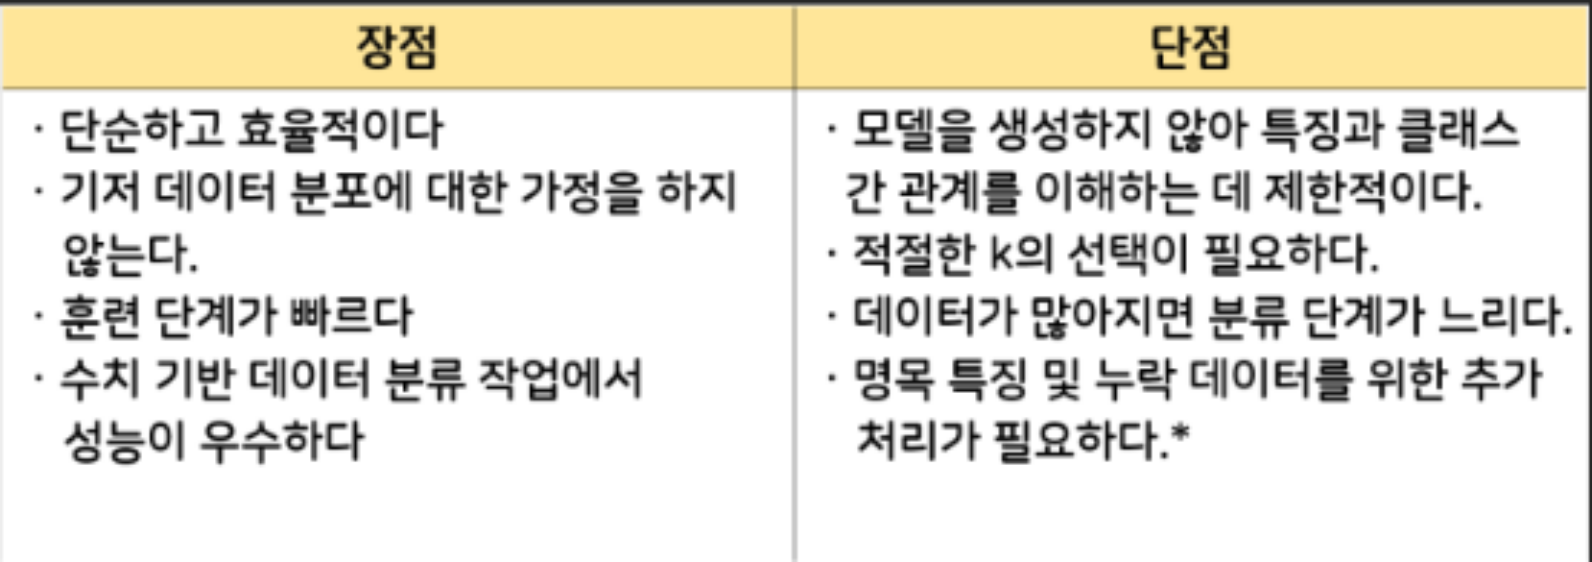 장점
· 단순하고 효율적이다
· 기저 데이터 분포에 대한 가정을 하지
않는다.
· 훈련 단계가 빠르다
· 수치 기반 데이터 분류 작업에서
성능이 우수하다
단점
· 모델을 생성하지 않아 특징과 클래스
간 관계를 이해하는 데 제한적이다.
· 적절한 k의 선택이 필요하다.
· 데이터가 많아지면 분류 단계가 느리다.
· 명목 특징 및 누락 데이터를 위한 추가
처리가 필요하다.*